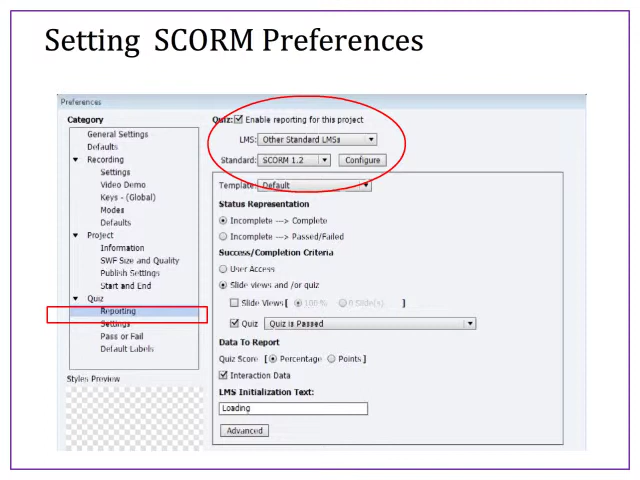 Setting SCORM Preferences
Preferences
Category
General Settings
Defaults
Recording
Settings
Video Demo
Keys - (Global)
Modes
Defaults
Project
Information
SWF Size and Quality
Publish Settings
Start and End
Quiz
Reporting
Settings
Pass or Fail
Default Labels
Styles Preview
Quiz: Enable reporting for this project
LMS: Other Standard LMSs
Standard: SCORM 1.2 Configure
Template: Default
Status Representation
Incomplete ---> Complete
Incomplete ---> Passed/Failed
Success/Completion Criteria
User Access
Slide views and /or quiz
Slide Views [ 100 % 0 Slide(s) ]
Quiz Quiz is Passed
Data To Report
Quiz Score [ Percentage Points ]
Interaction Data
LMS Initialization Text:
Loading
Advanced